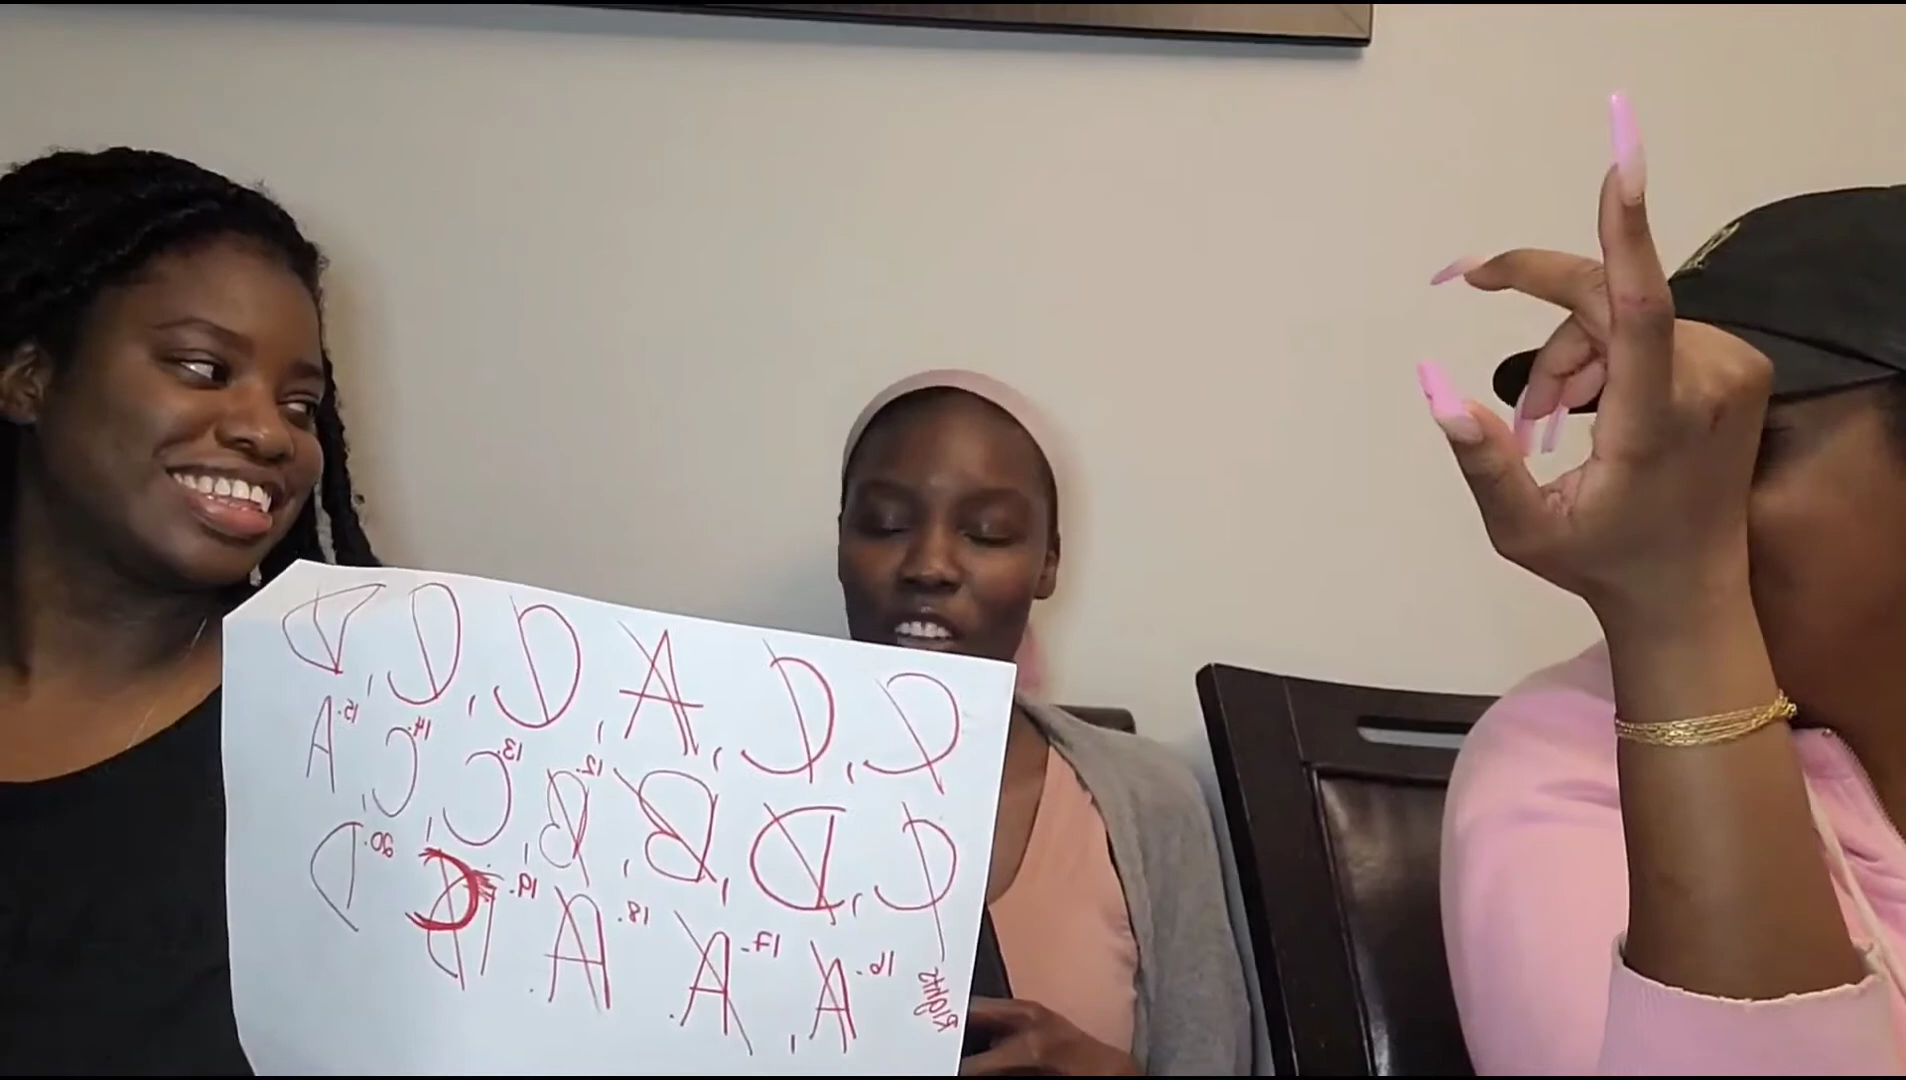 C, C, A, C, C, D
C, D, B, 12. B, 13. C, 14. C, 15. A
Rights 16. A, 17. A, 18. A, 19. C 20. D